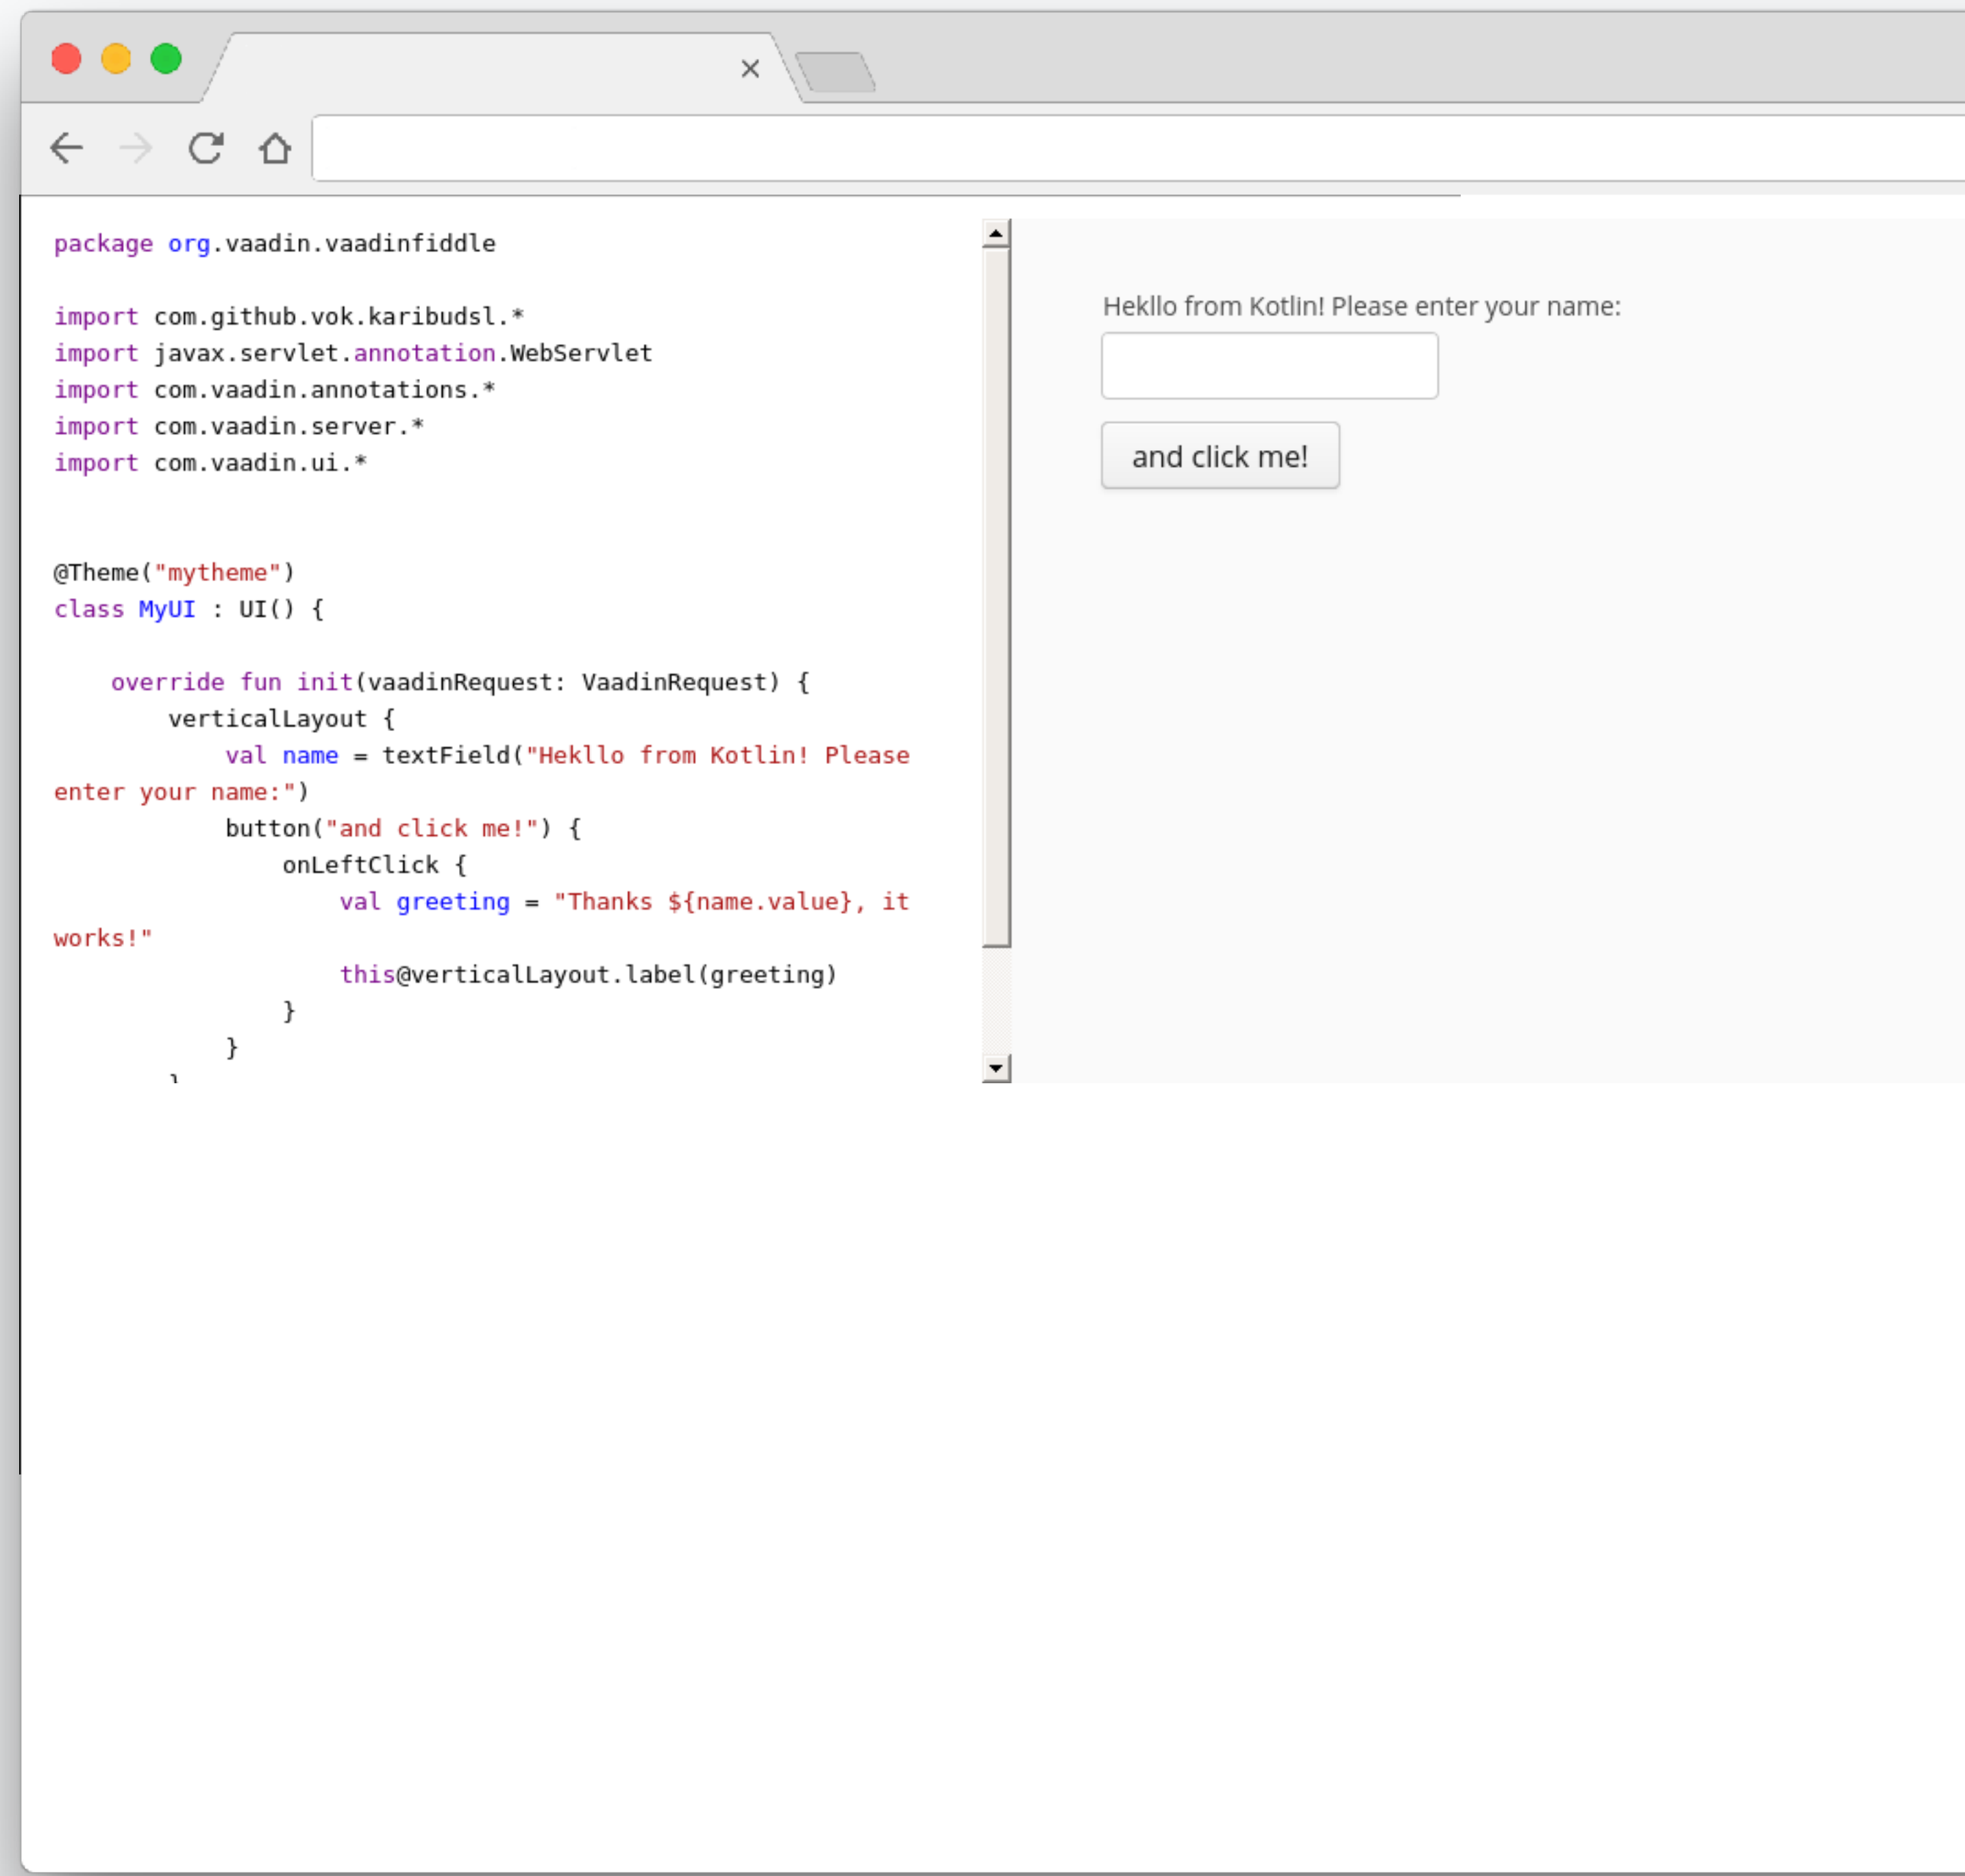 package org.vaadin.vaadinfiddle
import com.github.vok.karibudsl.*
import javax.servlet.annotation.WebServlet
import com.vaadin.annotations.*
import com.vaadin.server.*
import com.vaadin.ui.*
@Theme("mytheme")
class MyUI : UI() {
override fun init(vaadinRequest: VaadinRequest) {
verticalLayout {
val name = textField("Hekllo from Kotlin! Please
enter your name:")
button("and click me!") {
onLeftClick {
val greeting = "Thanks ${name.value}, it
works!"
this@verticalLayout.label(greeting)
}
}
}
Hekllo from Kotlin! Please enter your name:
and click me!